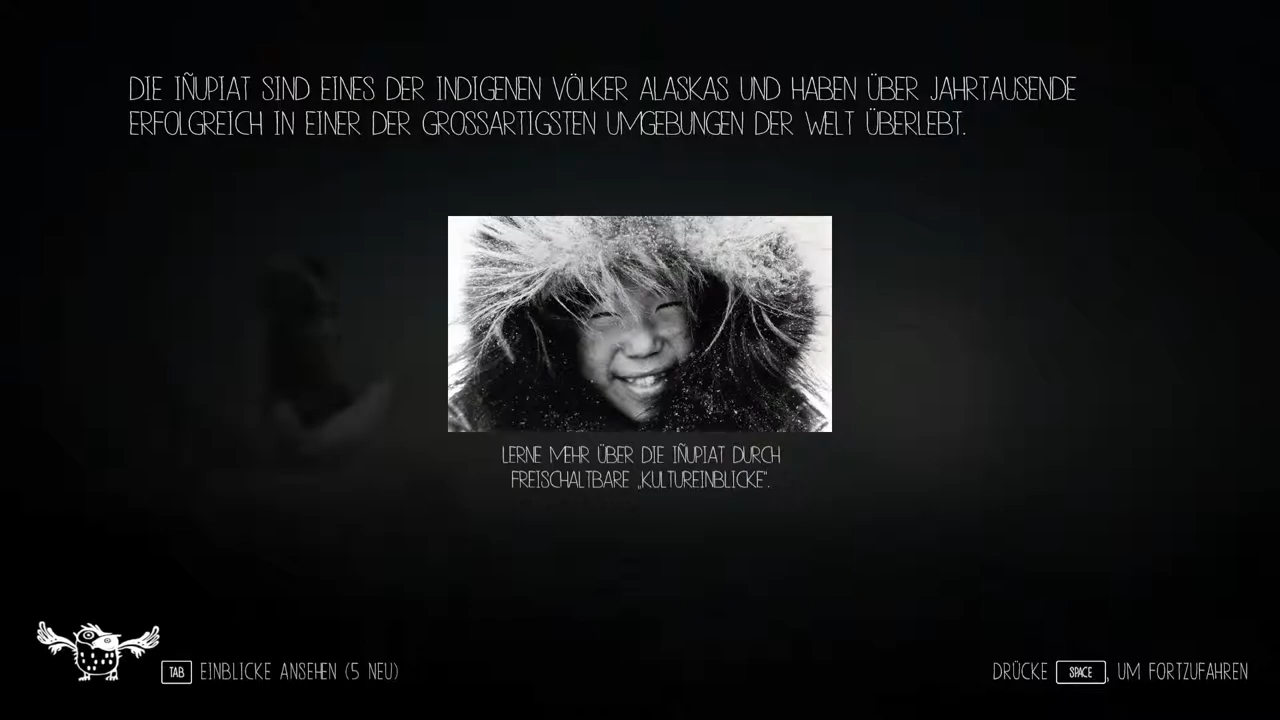 DIE IÑUPIAT SIND EINES DER INDIGENEN VÖLKER ALASKAS UND HABEN ÜBER JAHRTAUSENDE
ERFOLGREICH IN EINER DER GROSSARTIGSTEN UMGEBUNGEN DER WELT ÜBERLEBT.
LERNE MEHR ÜBER DIE IÑUPIAT DURCH
FREISCHALTBARE „KULTUREINBLICKE“.
TAB EINBLICKE ANSEHEN (5 NEU)
DRÜCKE SPACE, UM FORTZUFAHREN